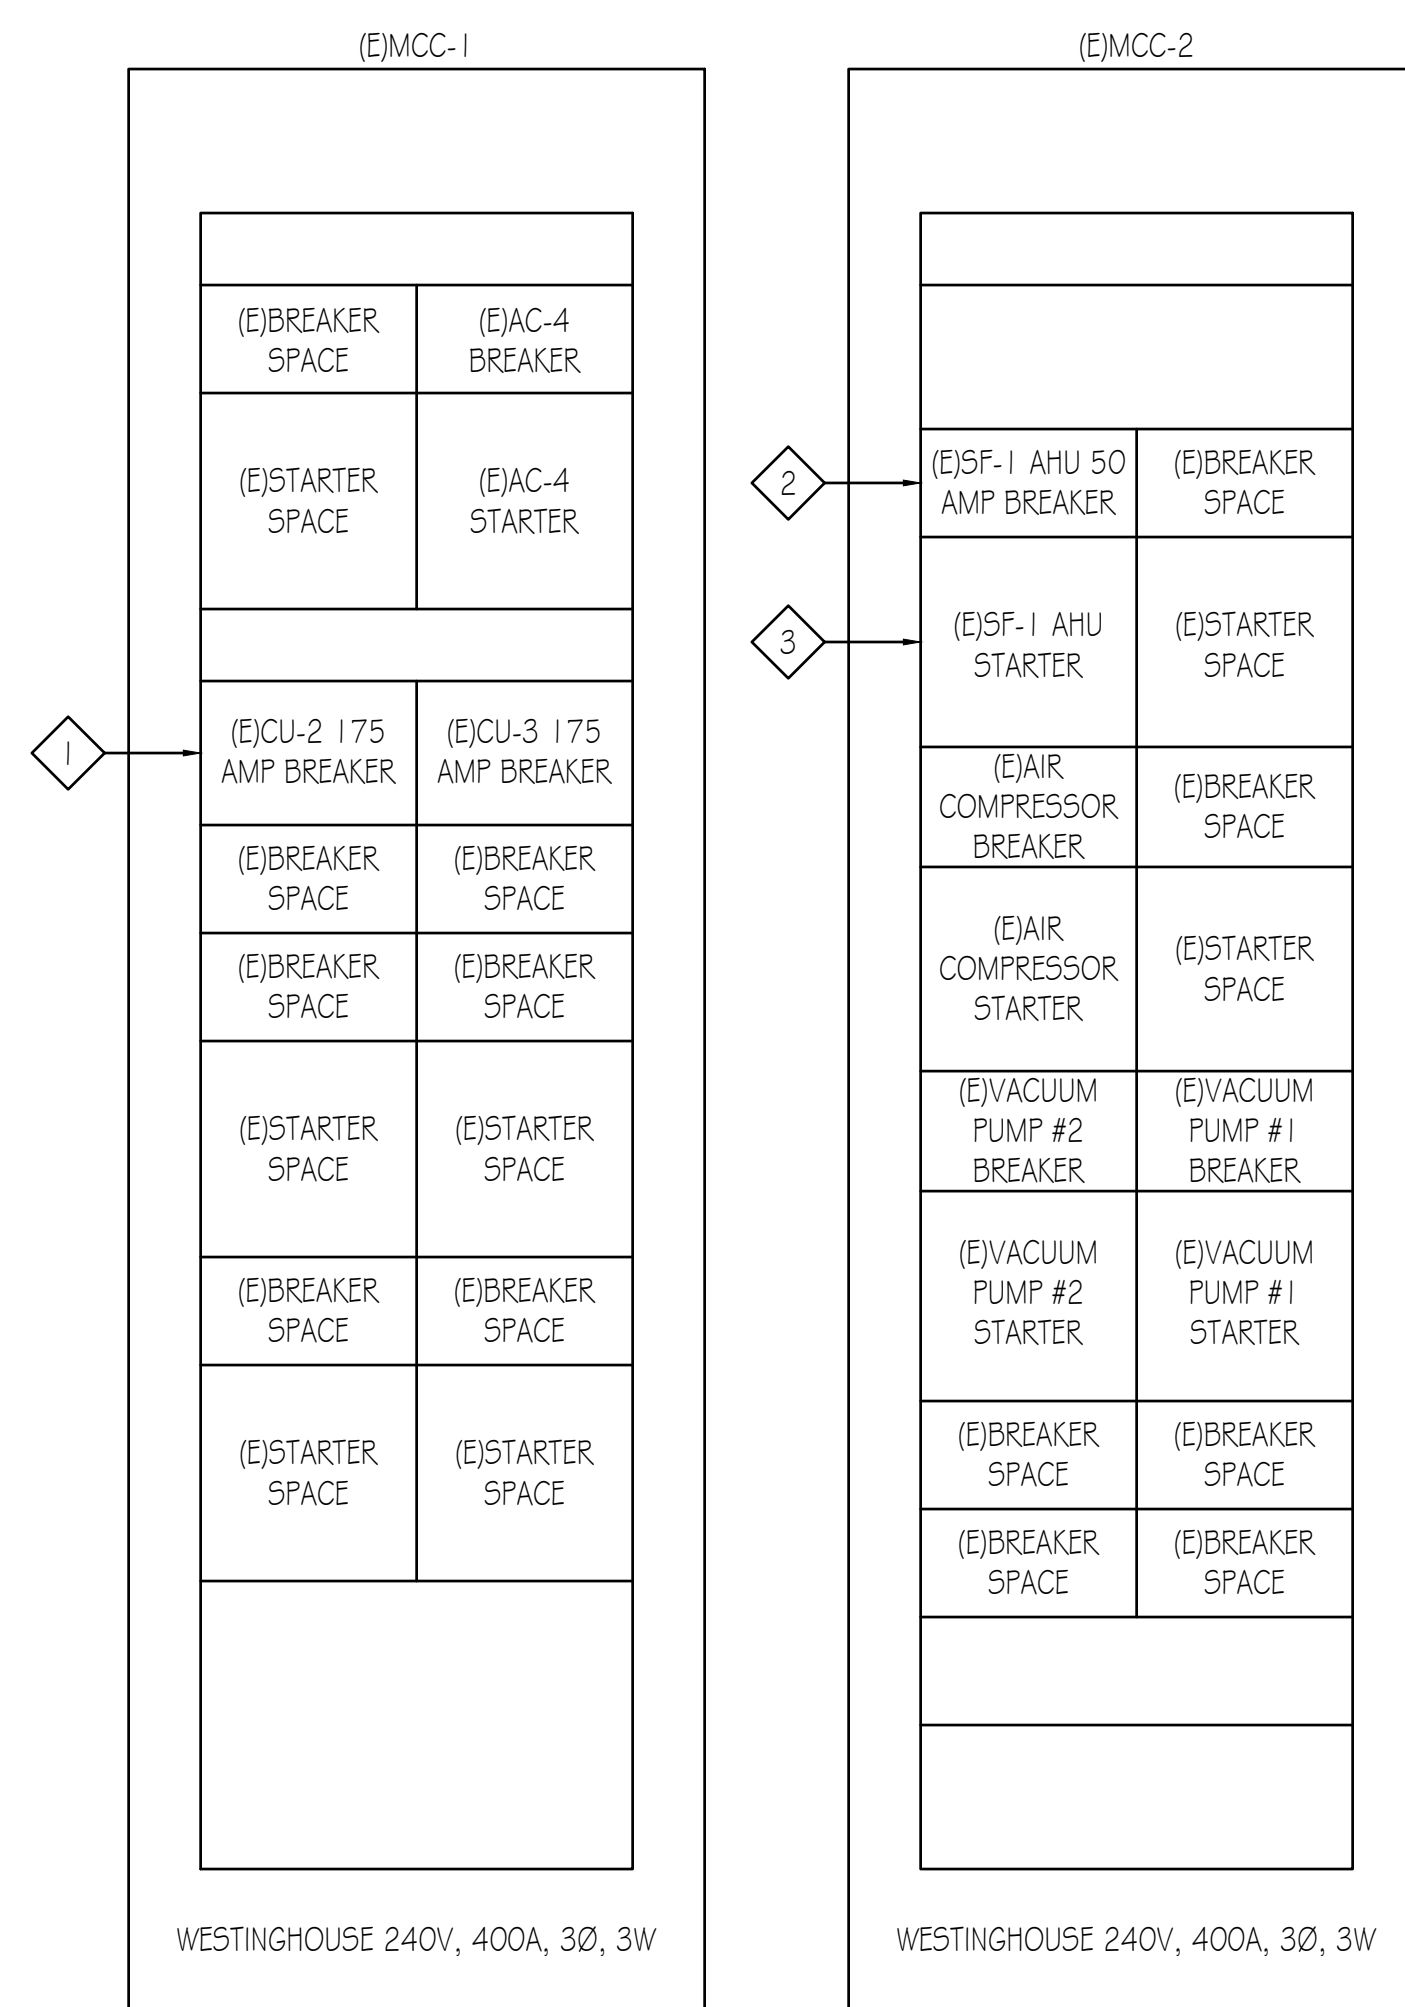 (E)MCC-1
(E)BREAKER
SPACE
(E)AC-4
BREAKER
(E)STARTER
SPACE
(E)AC-4
STARTER
1
(E)CU-2 175
AMP BREAKER
(E)CU-3 175
AMP BREAKER
(E)BREAKER
SPACE
(E)BREAKER
SPACE
(E)BREAKER
SPACE
(E)BREAKER
SPACE
(E)STARTER
SPACE
(E)STARTER
SPACE
(E)BREAKER
SPACE
(E)BREAKER
SPACE
(E)STARTER
SPACE
(E)STARTER
SPACE
WESTINGHOUSE 240V, 400A, 3Ø, 3W
(E)MCC-2
2
(E)SF-1 AHU 50
AMP BREAKER
(E)BREAKER
SPACE
3
(E)SF-1 AHU
STARTER
(E)STARTER
SPACE
(E)AIR
COMPRESSOR
BREAKER
(E)BREAKER
SPACE
(E)AIR
COMPRESSOR
STARTER
(E)STARTER
SPACE
(E)VACUUM
PUMP #2
BREAKER
(E)VACUUM
PUMP #1
BREAKER
(E)VACUUM
PUMP #2
STARTER
(E)VACUUM
PUMP #1
STARTER
(E)BREAKER
SPACE
(E)BREAKER
SPACE
(E)BREAKER
SPACE
(E)BREAKER
SPACE
WESTINGHOUSE 240V, 400A, 3Ø, 3W